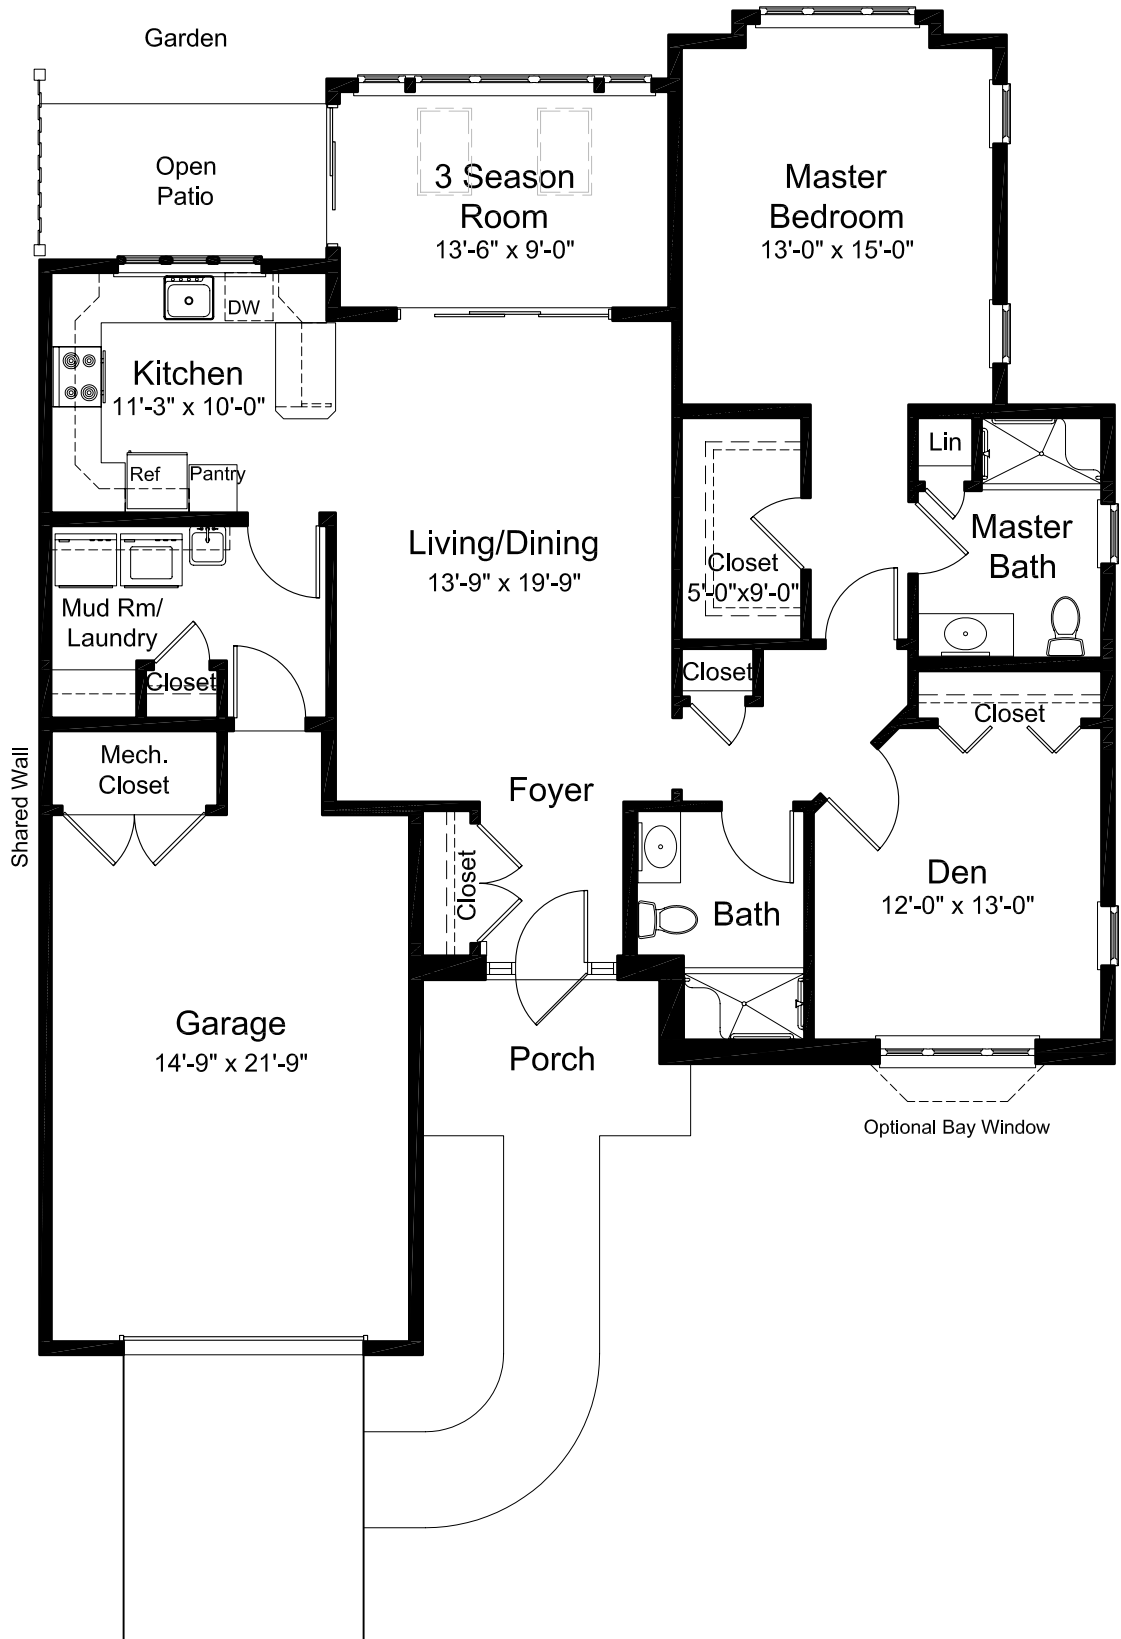 Garden
Open
Patio
3 Season
Room
13'-6" x 9'-0"
Master
Bedroom
13'-0" x 15'-0"
DW
Kitchen
11'-3" x 10'-0"
Ref
Pantry
Lin
Living/Dining
13'-9" x 19'-9"
Closet
5'-0"x9'-0"
Master
Bath
Mud Rm/
Laundry
Closet
Closet
Closet
Shared Wall
Mech.
Closet
Foyer
Closet
Bath
Den
12'-0" x 13'-0"
Garage
14'-9" x 21'-9"
Porch
Optional Bay Window